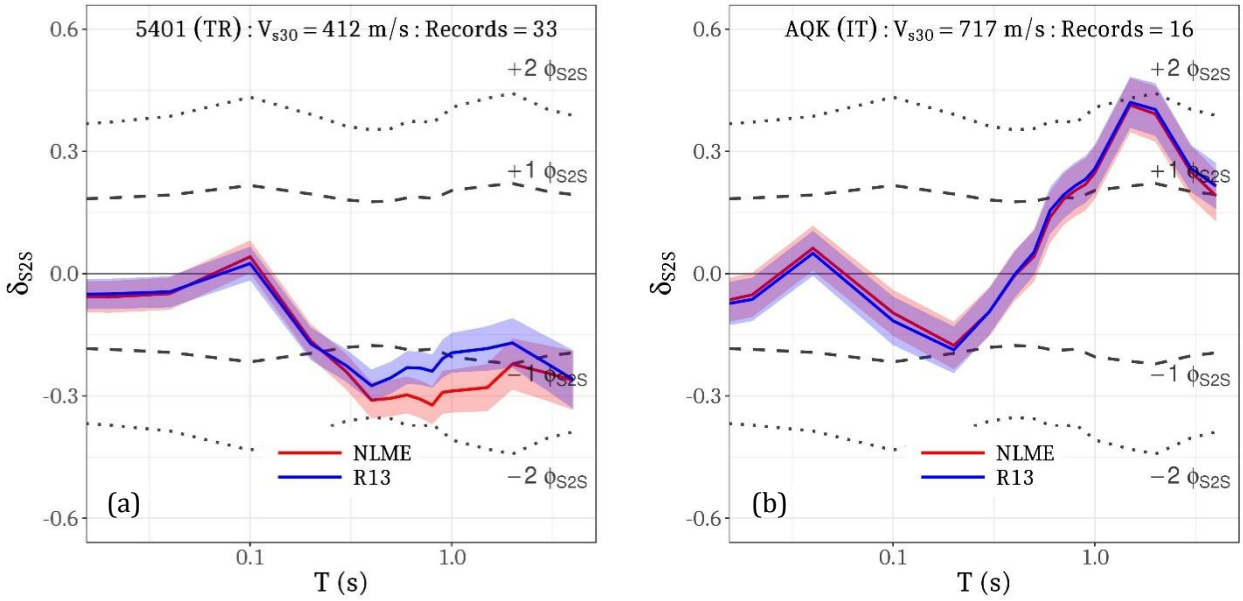 5401 (TR) : Vs30 = 412 m/s : Records = 33
0.6
+2 ϕS2S
0.3
+1 ϕS2S
δS2S
0.0
−1 ϕS2S
-0.3
NLME
R13
−2 ϕS2S
(a)
-0.6
0.1
1.0
T (s)
AQK (IT) : Vs30 = 717 m/s : Records = 16
0.6
+2 ϕS2S
0.3
+1 ϕS2S
δS2S
0.0
−1 ϕS2S
-0.3
NLME
R13
−2 ϕS2S
(b)
-0.6
0.1
1.0
T (s)